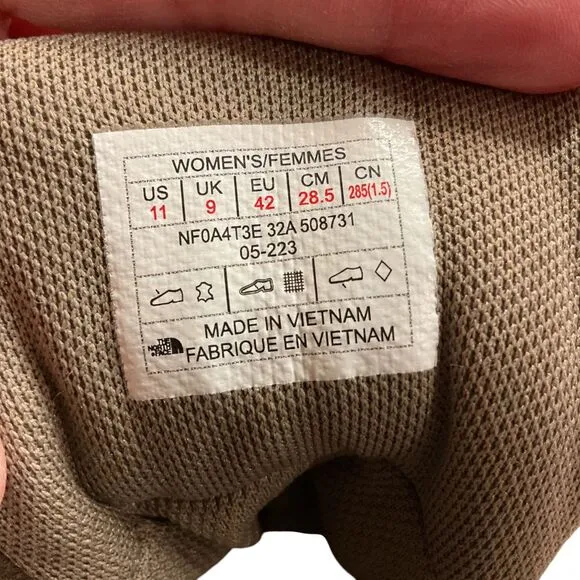 WOMEN'S/FEMMES
US UK EU CM CN
11 9 42 28.5 285(1.5)
NF0A4T3E 32A 508731
05-223
MADE IN VIETNAM
THE NORTH FACE FABRIQUE EN VIETNAM